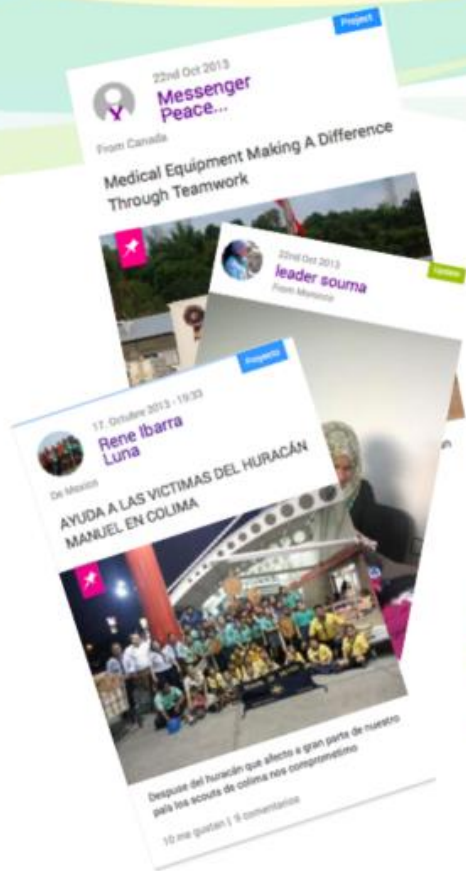 Project
22nd Oct 2013
Messenger
Peace...
From Canada
Medical Equipment Making A Difference
Through Teamwork
22nd Oct 2013
Update
leader souma
From Morocco
Proyecto
17. Octubre 2013 - 19:33
Rene Ibarra
Luna
De Mexico
AYUDA A LAS VICTIMAS DEL HURACÁN
MANUEL EN COLIMA
Despuse del huracán que afecto a gran parte de nuestro
país los scouts de colima nos comprometimo
10 me gustan | 9 comentarios